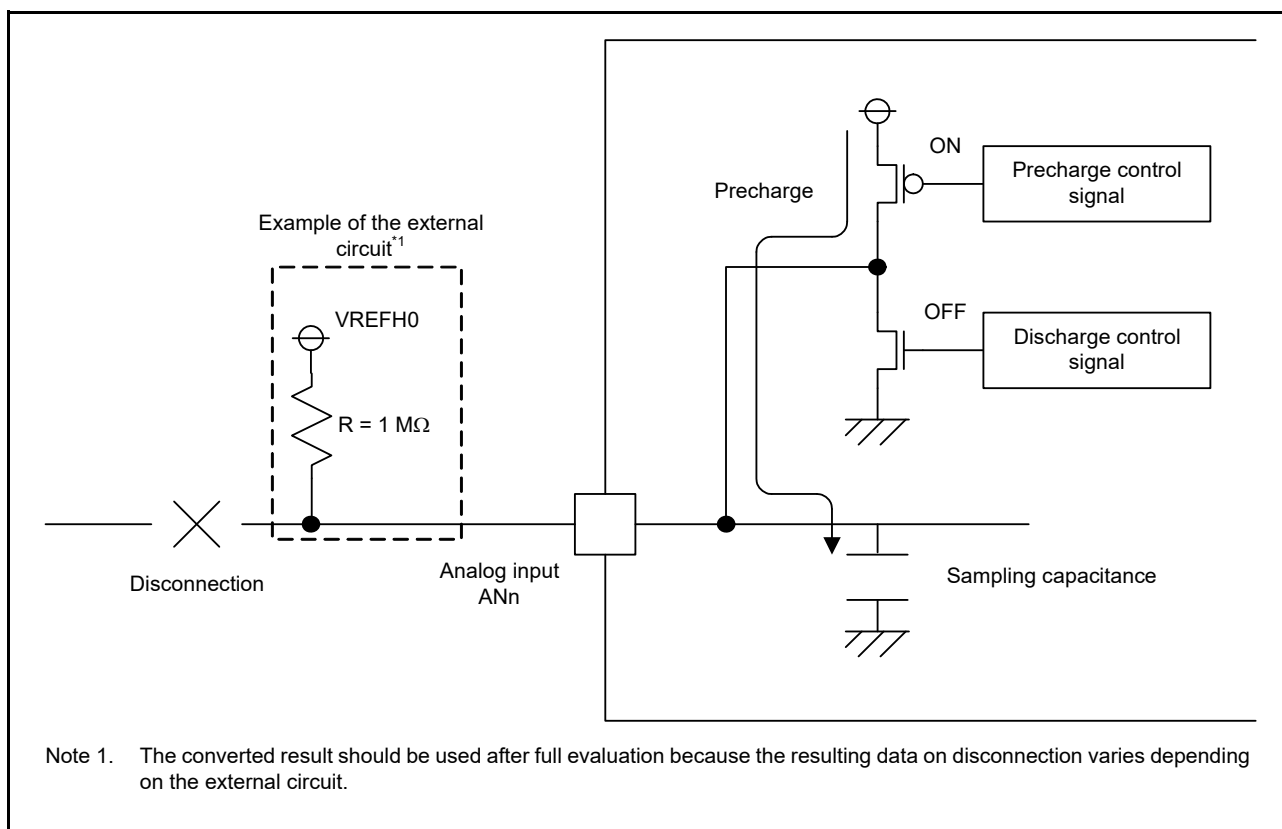 ON
Precharge control
signal
Precharge
Example of the external
circuit*1
VREFH0
OFF
Discharge control
signal
R = 1 MΩ
Disconnection
Analog input
ANn
Sampling capacitance
Note 1. The converted result should be used after full evaluation because the resulting data on disconnection varies depending
on the external circuit.